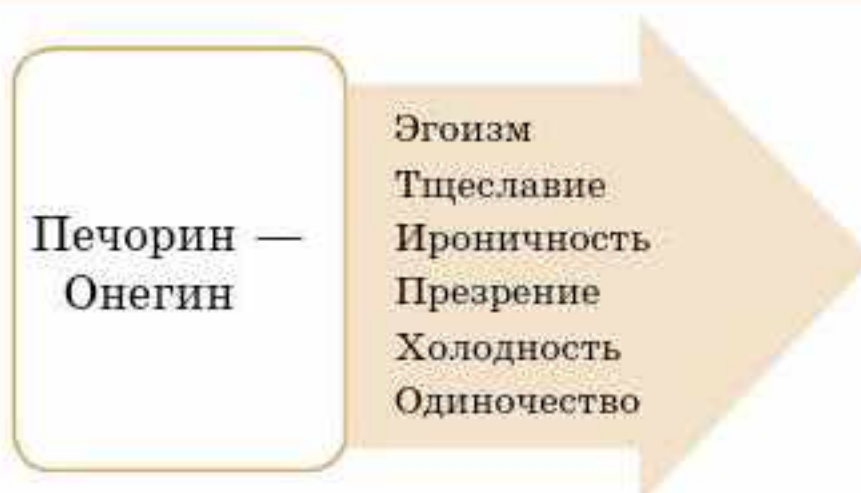 Печорин —
Онегин
Эгоизм
Тщеславие
Ироничность
Презрение
Холодность
Одиночество